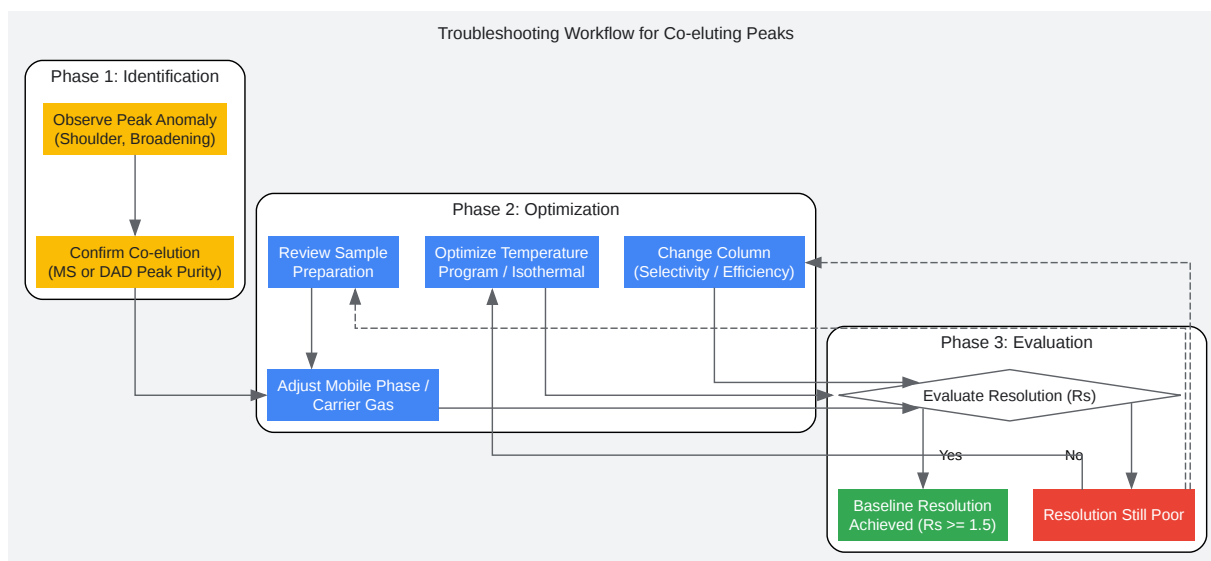 Troubleshooting Workflow for Co-eluting Peaks
Phase 1: Identification
Observe Peak Anomaly
(Shoulder, Broadening)
Confirm Co-elution
(MS or DAD Peak Purity)
Phase 2: Optimization
Review Sample
Preparation
Optimize Temperature
Program / Isothermal
Change Column
(Selectivity / Efficiency)
Adjust Mobile Phase /
Carrier Gas
Phase 3: Evaluation
Evaluate Resolution (Rs)
Yes
No
Baseline Resolution
Achieved (Rs >= 1.5)
Resolution Still Poor